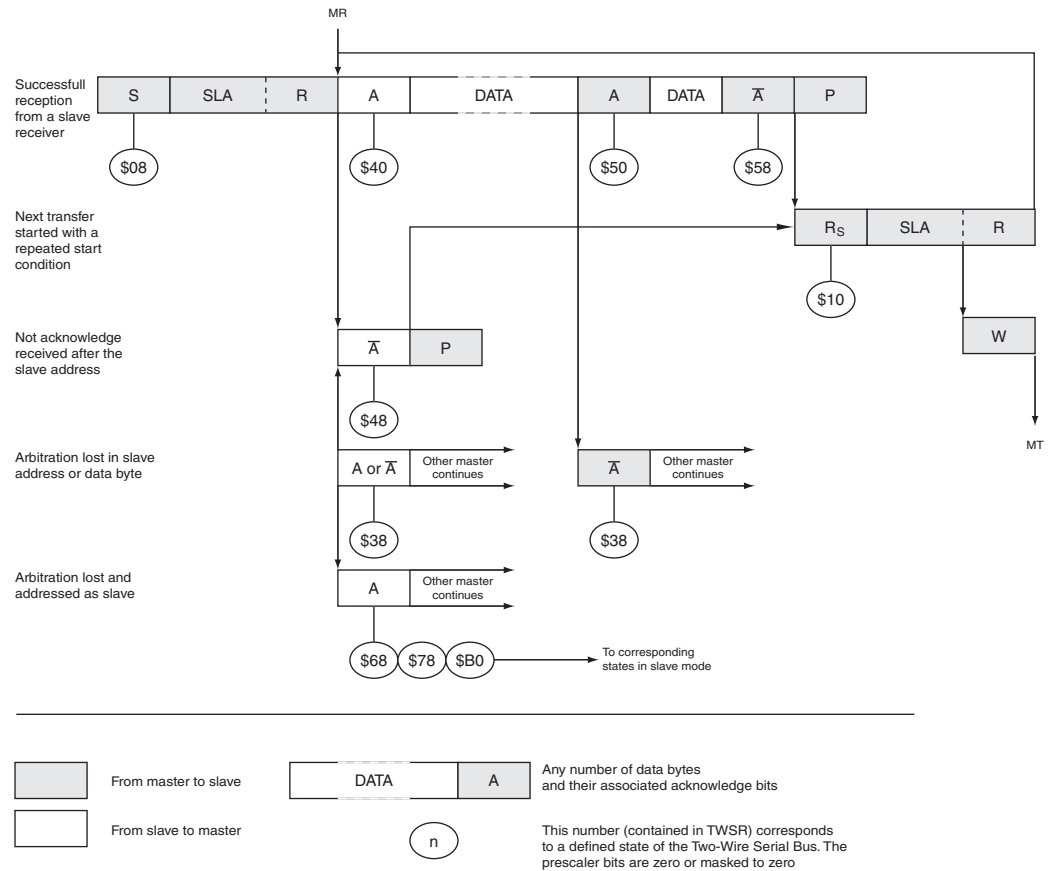 MR
Successfull
reception
from a slave
receiver
S SLA R A DATA A DATA A̅ P
$08 $40 $50 $58
Next transfer
started with a
repeated start
condition
RS SLA R
$10
Not acknowledge
received after the
slave address
A̅ P
W
$48
MT
Arbitration lost in slave
address or data byte
A or A̅
Other master
continues
A̅
Other master
continues
$38 $38
Arbitration lost and
addressed as slave
A
Other master
continues
$68 $78 $B0
To corresponding
states in slave mode
From master to slave
DATA A
Any number of data bytes
and their associated acknowledge bits
From slave to master
n
This number (contained in TWSR) corresponds
to a defined state of the Two-Wire Serial Bus. The
prescaler bits are zero or masked to zero